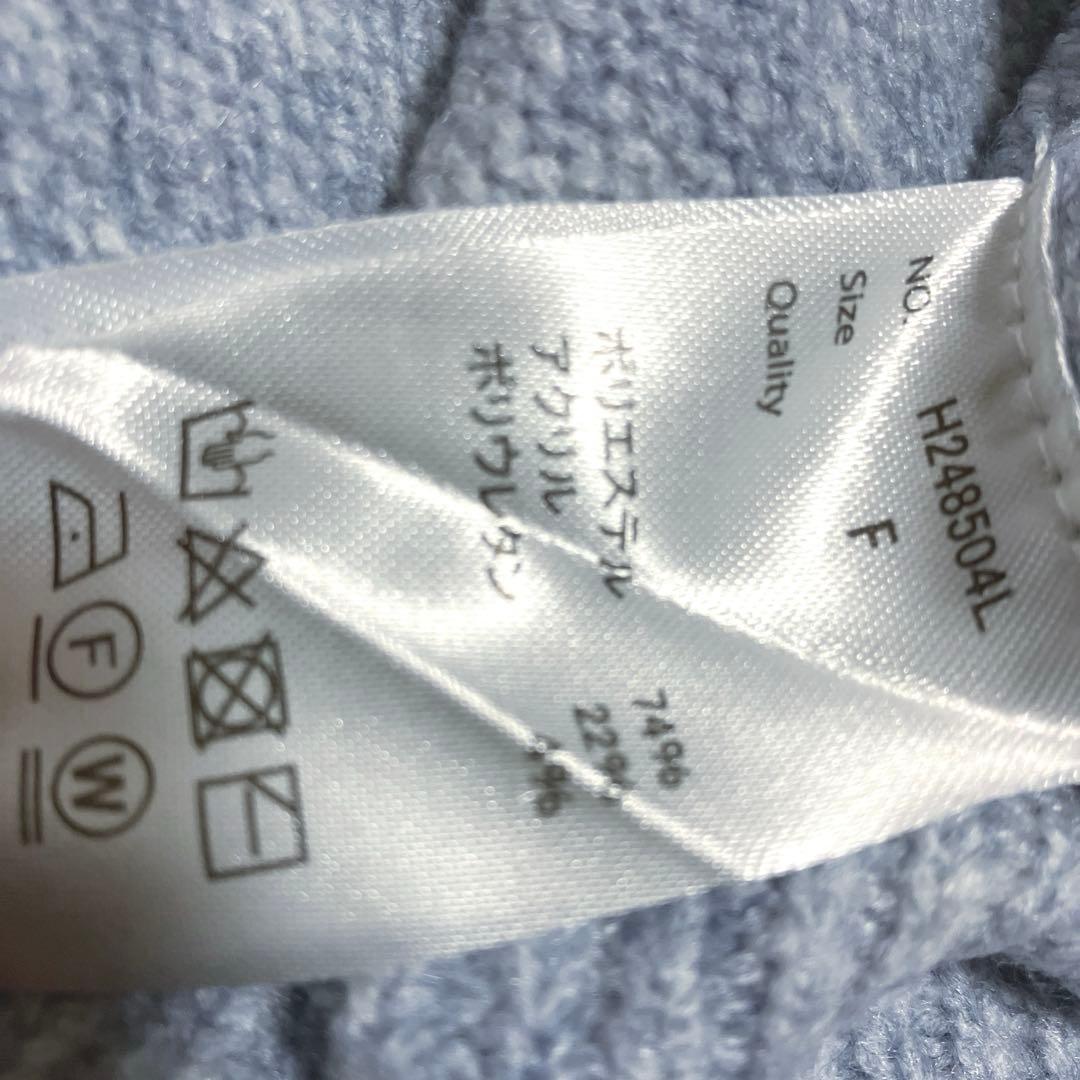 NO. H248504L
Size F
Quality
ポリエステル 74%
アクリル 22%
ポリウレタン 4%
F W